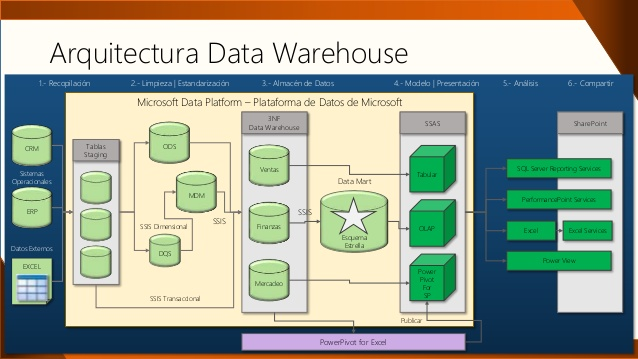 Arquitectura Data Warehouse
1.- Recopilación
2.- Limpieza | Estandarización
3.- Almacén de Datos
4.- Modelo | Presentación
5.- Análisis
6.- Compartir
Microsoft Data Platform – Plataforma de Datos de Microsoft
CRM
Sistemas
Operacionales
ERP
Datos Externos
EXCEL
Tablas
Staging
ODS
MDM
SSIS Dimensional
SSIS
DQS
SSIS Transaccional
3NF
Data Warehouse
Ventas
Finanzas
Mercadeo
SSIS
Data Mart
Esquema
Estrella
SSAS
Tabular
OLAP
Power
Pivot
For
SP
Publicar
PowerPivot for Excel
SharePoint
SQL Server Reporting Services
PerformancePoint Services
Excel
Excel Services
Power View